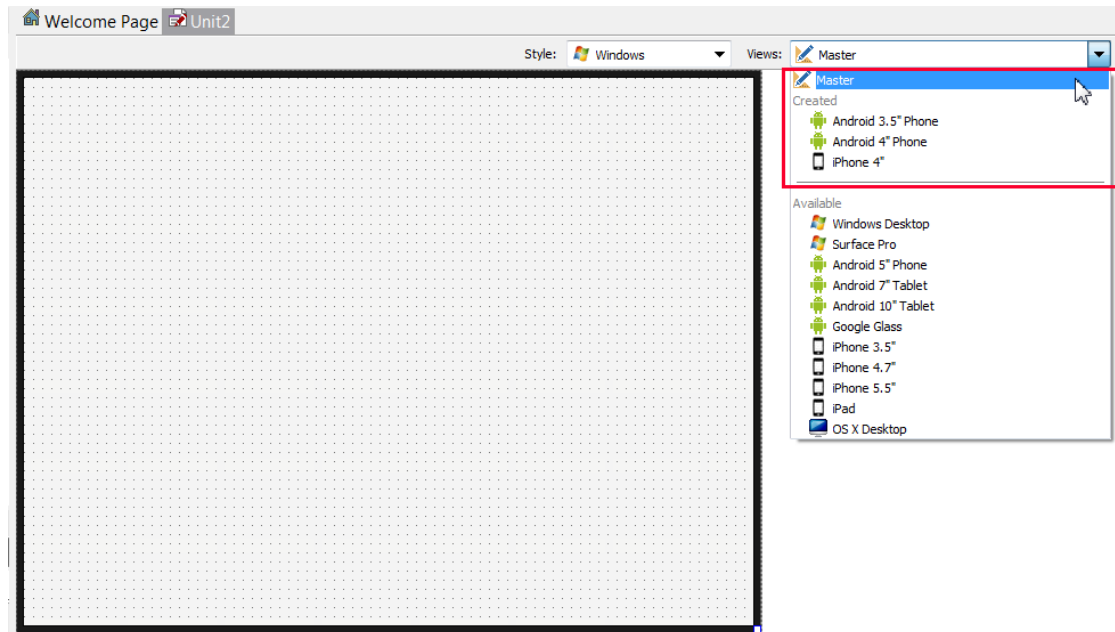 Welcome Page Unit2
Style: Windows Views: Master
Master
Created
Android 3.5" Phone
Android 4" Phone
iPhone 4"
Available
Windows Desktop
Surface Pro
Android 5" Phone
Android 7" Tablet
Android 10" Tablet
Google Glass
iPhone 3.5"
iPhone 4.7"
iPhone 5.5"
iPad
OS X Desktop